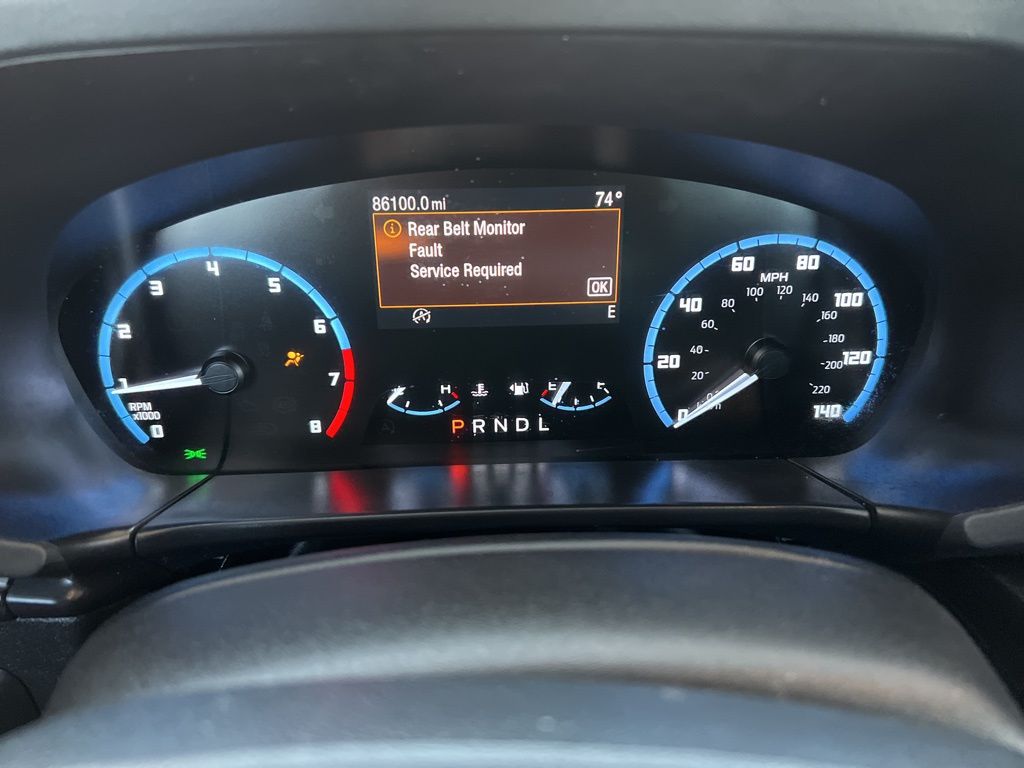 86100.0 mi 74°
Rear Belt Monitor
Fault
Service Required
OK
E
0 1 2 3 4 5 6 7 8
RPM
x1000
H E
E F
P R N D L
0 20 40 60 80 100 120 140
MPH
20 40 60 80 100 120 140 160 180 200 220